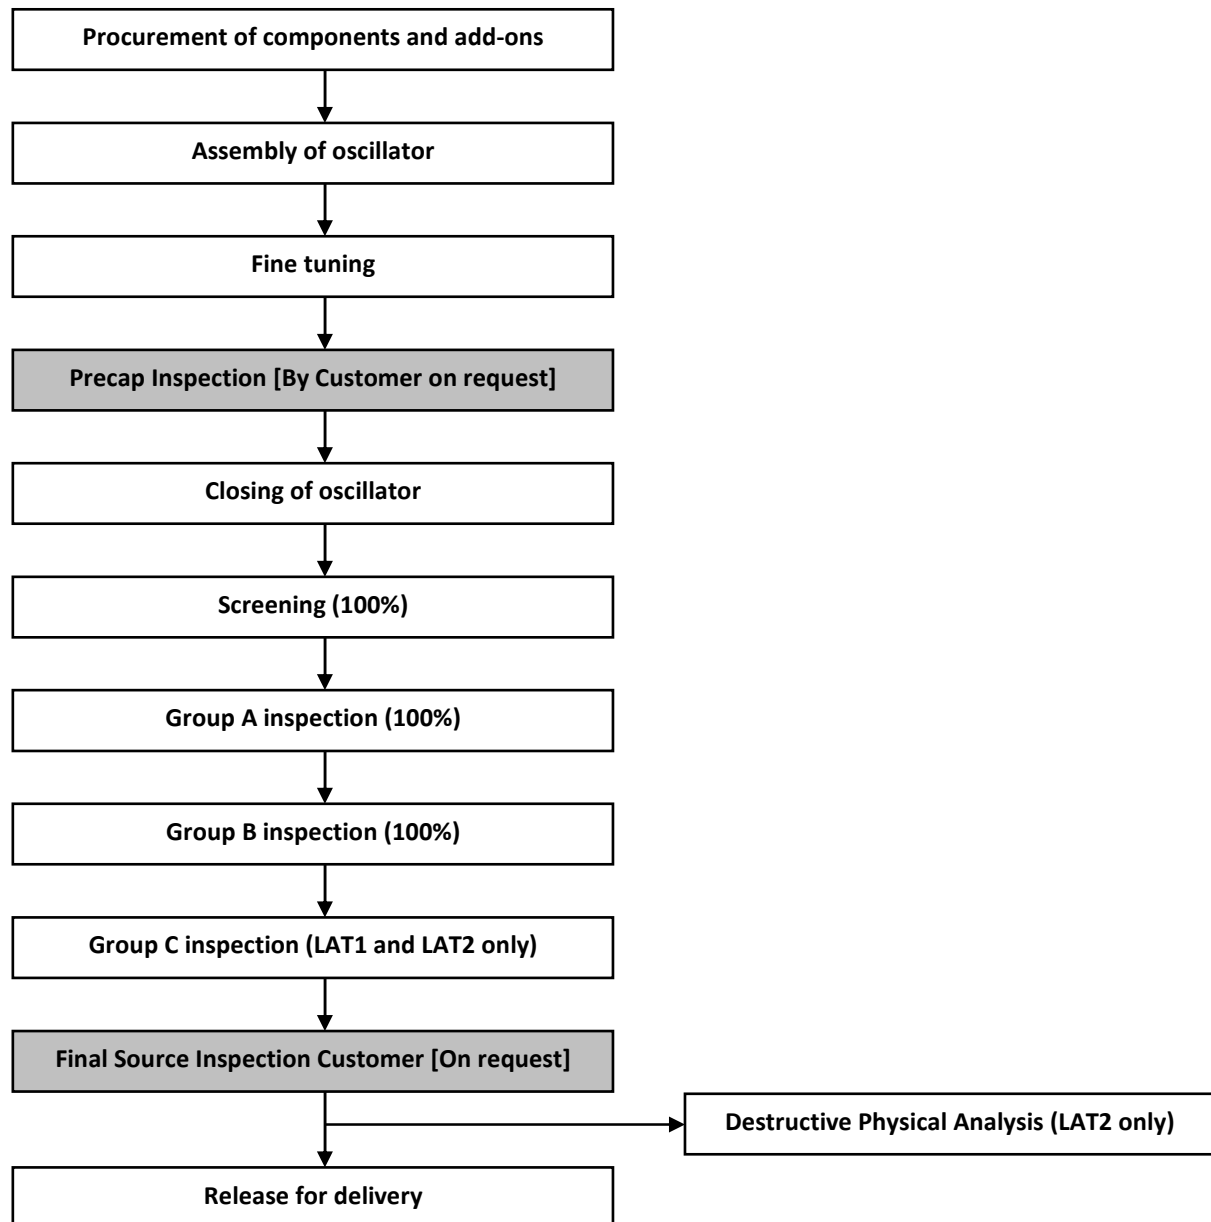 Procurement of components and add-ons
Assembly of oscillator
Fine tuning
Precap Inspection [By Customer on request]
Closing of oscillator
Screening (100%)
Group A inspection (100%)
Group B inspection (100%)
Group C inspection (LAT1 and LAT2 only)
Final Source Inspection Customer [On request]
Destructive Physical Analysis (LAT2 only)
Release for delivery